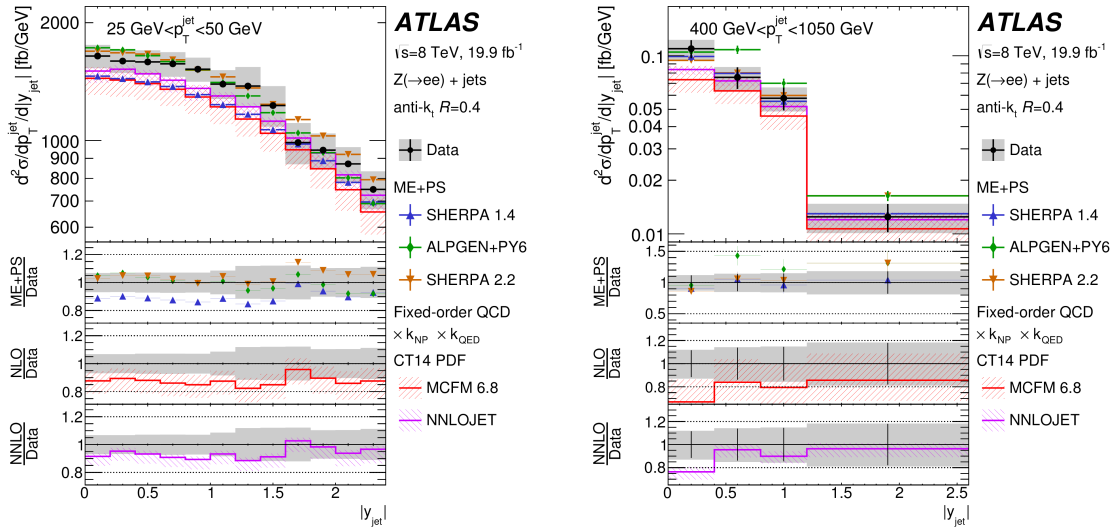 25 GeV<p_T^jet <50 GeV
ATLAS
√s=8 TeV, 19.9 fb⁻¹
Z(→ee) + jets
anti-k_t R=0.4
Data
ME+PS
SHERPA 1.4
ALPGEN+PY6
SHERPA 2.2
Fixed-order QCD
× k_NP × k_QED
CT14 PDF
MCFM 6.8
NNLOJET
d²σ/dp_T^jet/d|y_jet| [fb/GeV]
2000
1000
900
800
700
600
ME+PS
Data
1.2
1
0.8
NLO
Data
1.2
1
0.8
NNLO
Data
1.2
1
0.8
0 0.5 1 1.5 2
|y_jet|
400 GeV<p_T^jet <1050 GeV
ATLAS
√s=8 TeV, 19.9 fb⁻¹
Z(→ee) + jets
anti-k_t R=0.4
Data
ME+PS
SHERPA 1.4
ALPGEN+PY6
SHERPA 2.2
Fixed-order QCD
× k_NP × k_QED
CT14 PDF
MCFM 6.8
NNLOJET
d²σ/dp_T^jet/d|y_jet| [fb/GeV]
0.1
0.05
0.04
0.03
0.02
0.01
ME+PS
Data
1.5
1
0.5
NLO
Data
1.2
1
0.8
NNLO
Data
1.2
1
0.8
0 0.5 1 1.5 2 2.5
|y_jet|